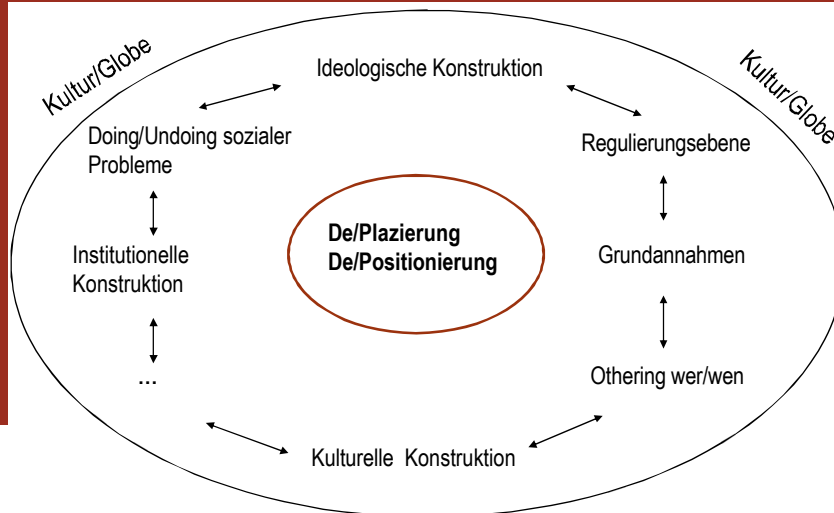 Kultur/Globe
Ideologische Konstruktion
Kultur/Globe
Doing/Undoing sozialer
Probleme
Regulierungsebene
De/Plazierung
De/Positionierung
Institutionelle
Konstruktion
Grundannahmen
...
Othering wer/wen
Kulturelle Konstruktion